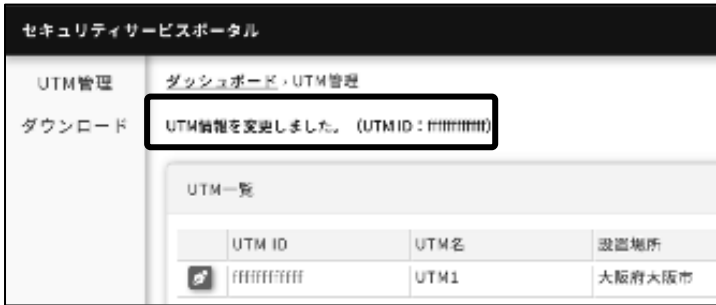 セキュリティサービスポータル
UTM管理
ダッシュボード › UTM管理
ダウンロード
UTM情報を変更しました。（UTM ID：ffffffffffff）
UTM一覧
UTM ID UTM名 設置場所
ffffffffffff UTM1 大阪府大阪市